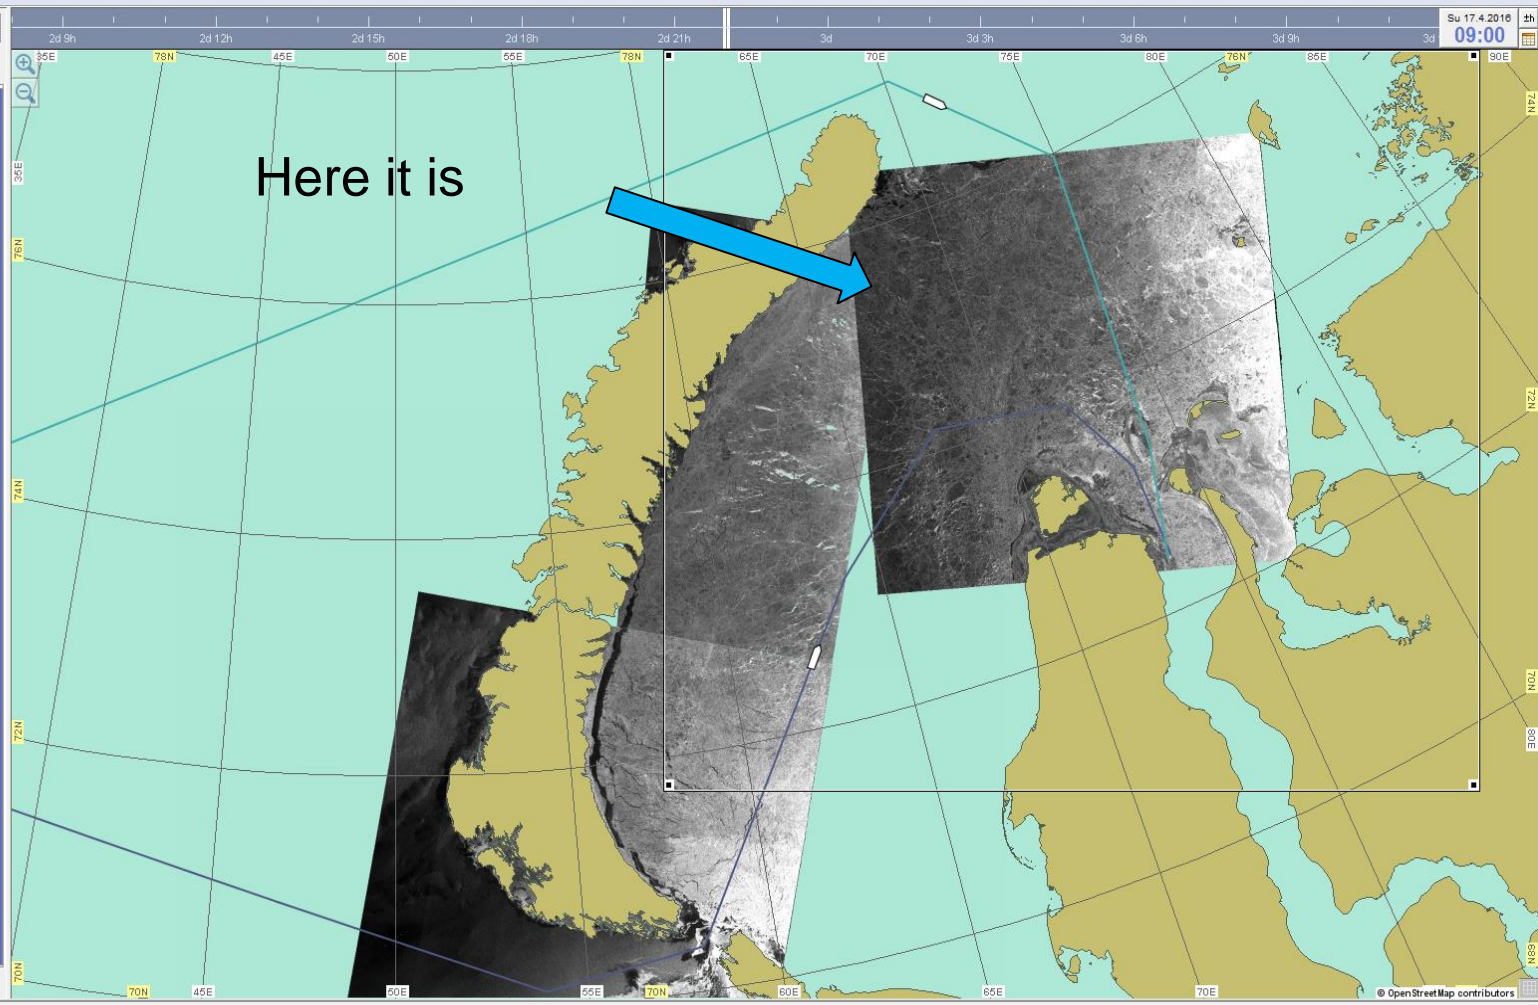 Su 17.4.2016 ±h
09:00
2d 9h 2d 12h 2d 15h 2d 18h 2d 21h 3d 3d 3h 3d 6h 3d 9h 3d
35E 78N 45E 50E 55E 78N 65E 70E 75E 80E 76N 85E 90E
74N
35E
Here it is
76N
72N
74N
70N
72N
80E
68N
70N
70N 45E 50E 55E 70N 60E 65E 70E
© OpenStreetMap contributors